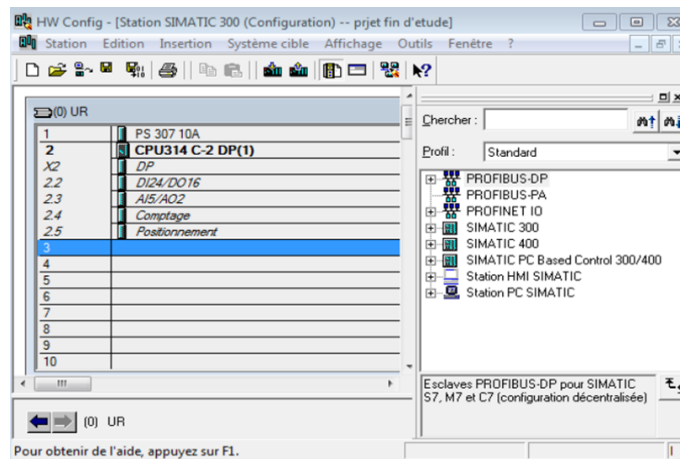 HW Config - [Station SIMATIC 300 (Configuration) -- prjet fin d'etude]
Station Edition Insertion Système cible Affichage Outils Fenêtre ?
(0) UR
1 PS 307 10A
2 CPU314 C-2 DP(1)
X2 DP
2.2 DI24/DO16
2.3 AI5/AO2
2.4 Comptage
2.5 Positionnement
3
4
5
6
7
8
9
10
(0) UR
Chercher :
Profil : Standard
PROFIBUS-DP
PROFIBUS-PA
PROFINET IO
SIMATIC 300
SIMATIC 400
SIMATIC PC Based Control 300/400
Station HMI SIMATIC
Station PC SIMATIC
Esclaves PROFIBUS-DP pour SIMATIC
S7, M7 et C7 (configuration décentralisée)
Pour obtenir de l'aide, appuyez sur F1.